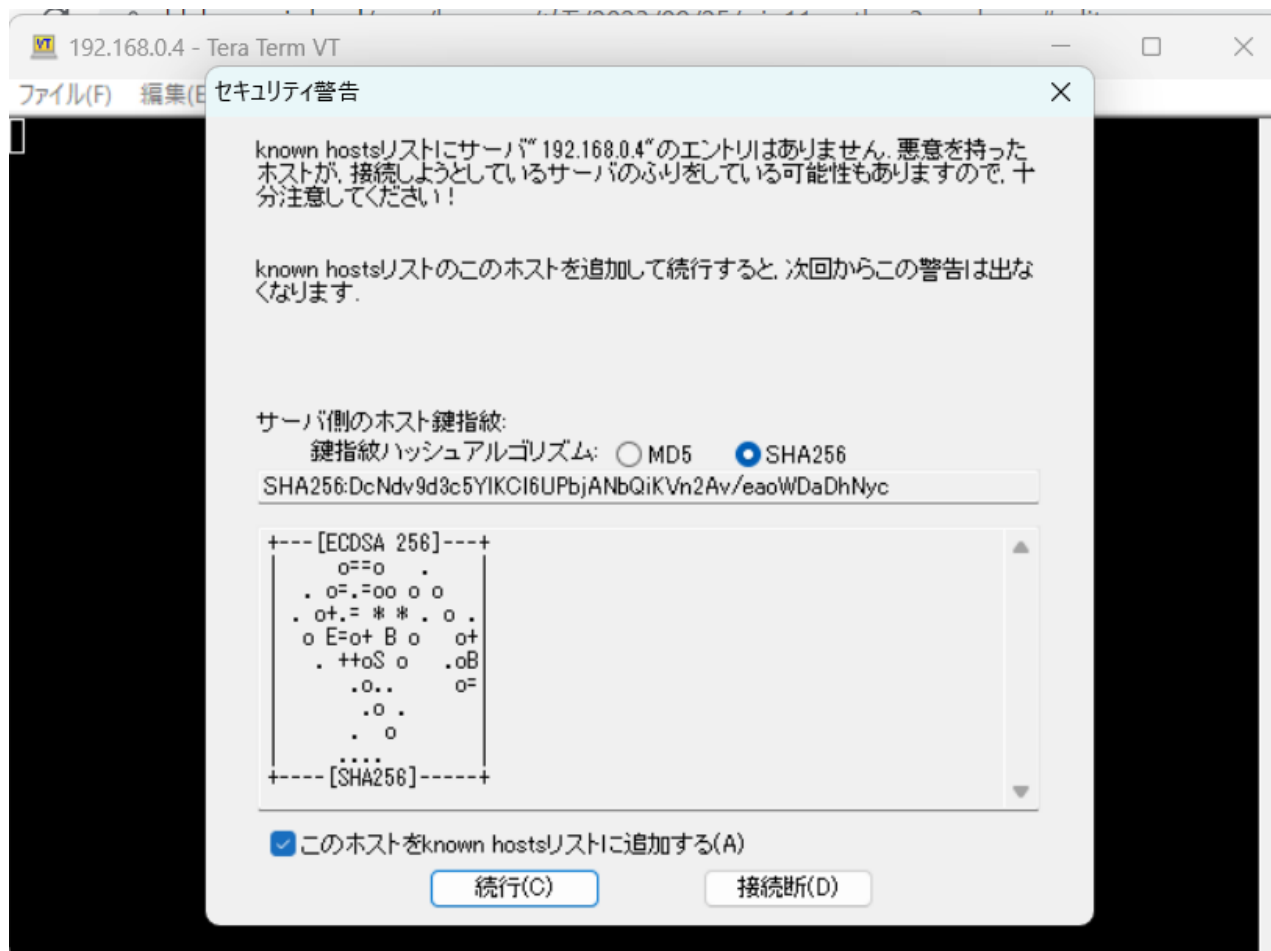 192.168.0.4 - Tera Term VT
ファイル(F) 編集(E
セキュリティ警告
known hostsリストにサーバ"192.168.0.4"のエントリはありません. 悪意を持った
ホストが, 接続しようとしているサーバのふりをしている可能性もありますので, 十
分注意してください!
known hostsリストのこのホストを追加して続行すると, 次回からこの警告は出な
くなります.
サーバ側のホスト鍵指紋:
鍵指紋ハッシュアルゴリズム: MD5 SHA256
SHA256:DcNdv9d3c5YlKCl6UPbjANbQiKVn2Av/eaoWDaDhNyc
+---[ECDSA 256]---+
|     o==o   .    |
|  . o=.=oo o o   |
| . o+.= * * . o .|
|  o E=o+ B o   o+|
|   . ++oS o   .oB|
|      .o..     o=|
|       .o .      |
|      .  o       |
|     ....        |
+----[SHA256]-----+
このホストをknown hostsリストに追加する(A)
続行(C) 接続断(D)